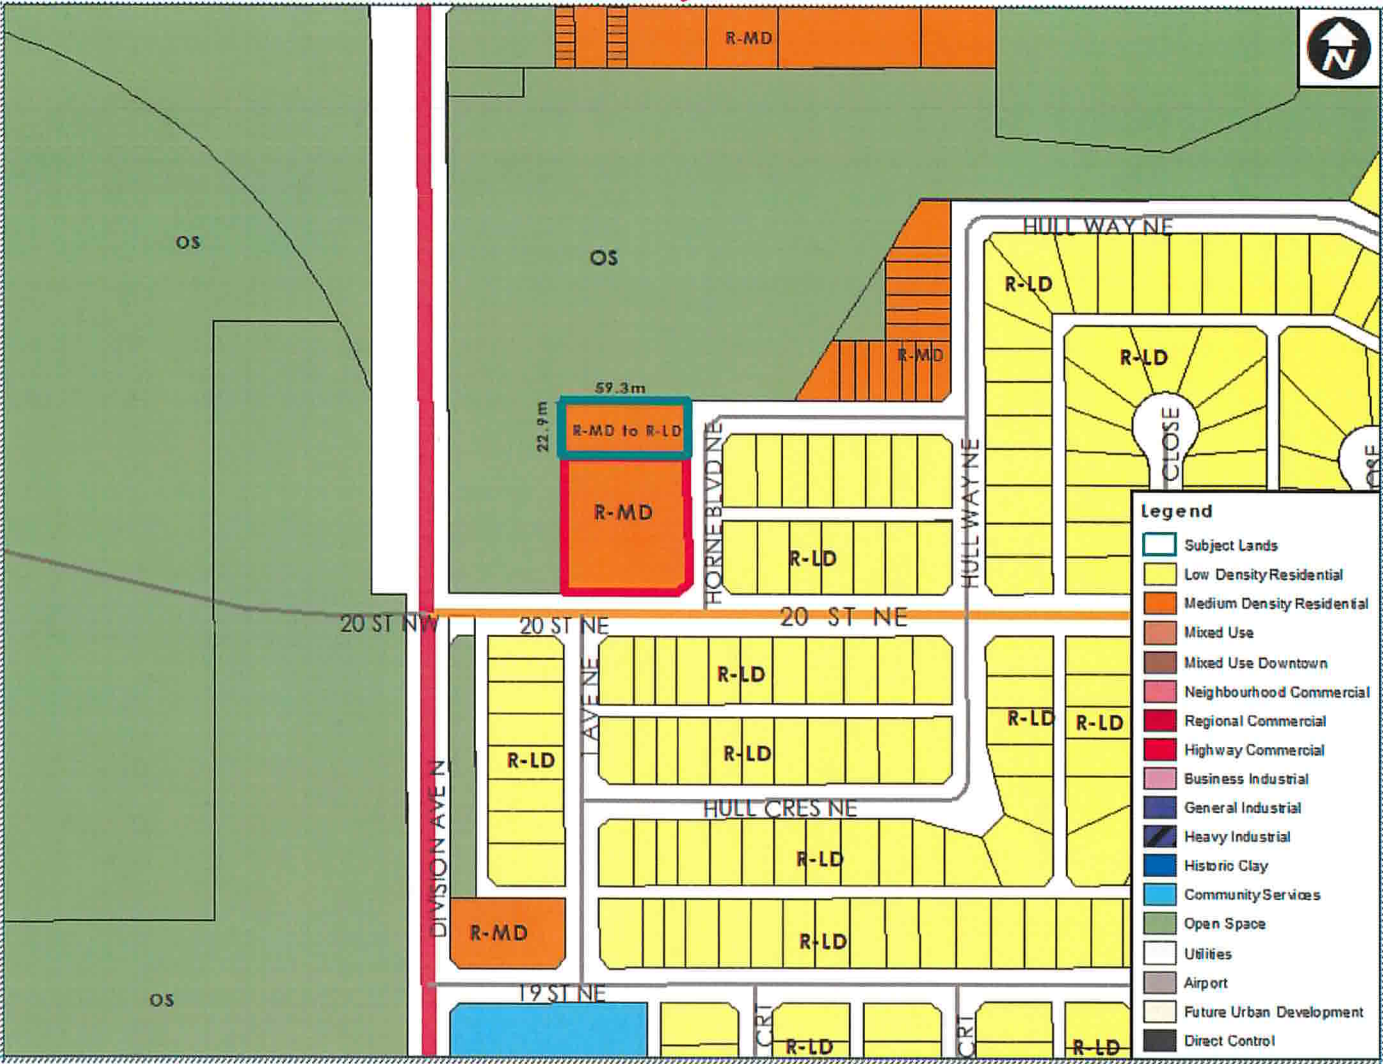 R-MD
N
OS
OS
HULL WAY NE
R-LD
R-MD
R-LD
59.3m
22.9m
R-MD to R-LD
HORNE BLVD NE
HULL WAY NE
CLOSE
R-MD
R-LD
20 ST NW
20 ST NE
20 ST NE
1 AVE NE
R-LD
R-LD
R-LD
R-LD
R-LD
DIVISION AVE N
HULL CRES NE
R-LD
R-MD
R-LD
OS
19 ST NE
CRT
CRT
R-LD
R-LD
Legend
Subject Lands
Low Density Residential
Medium Density Residential
Mixed Use
Mixed Use Downtown
Neighbourhood Commercial
Regional Commercial
Highway Commercial
Business Industrial
General Industrial
Heavy Industrial
Historic Clay
Community Services
Open Space
Utilities
Airport
Future Urban Development
Direct Control